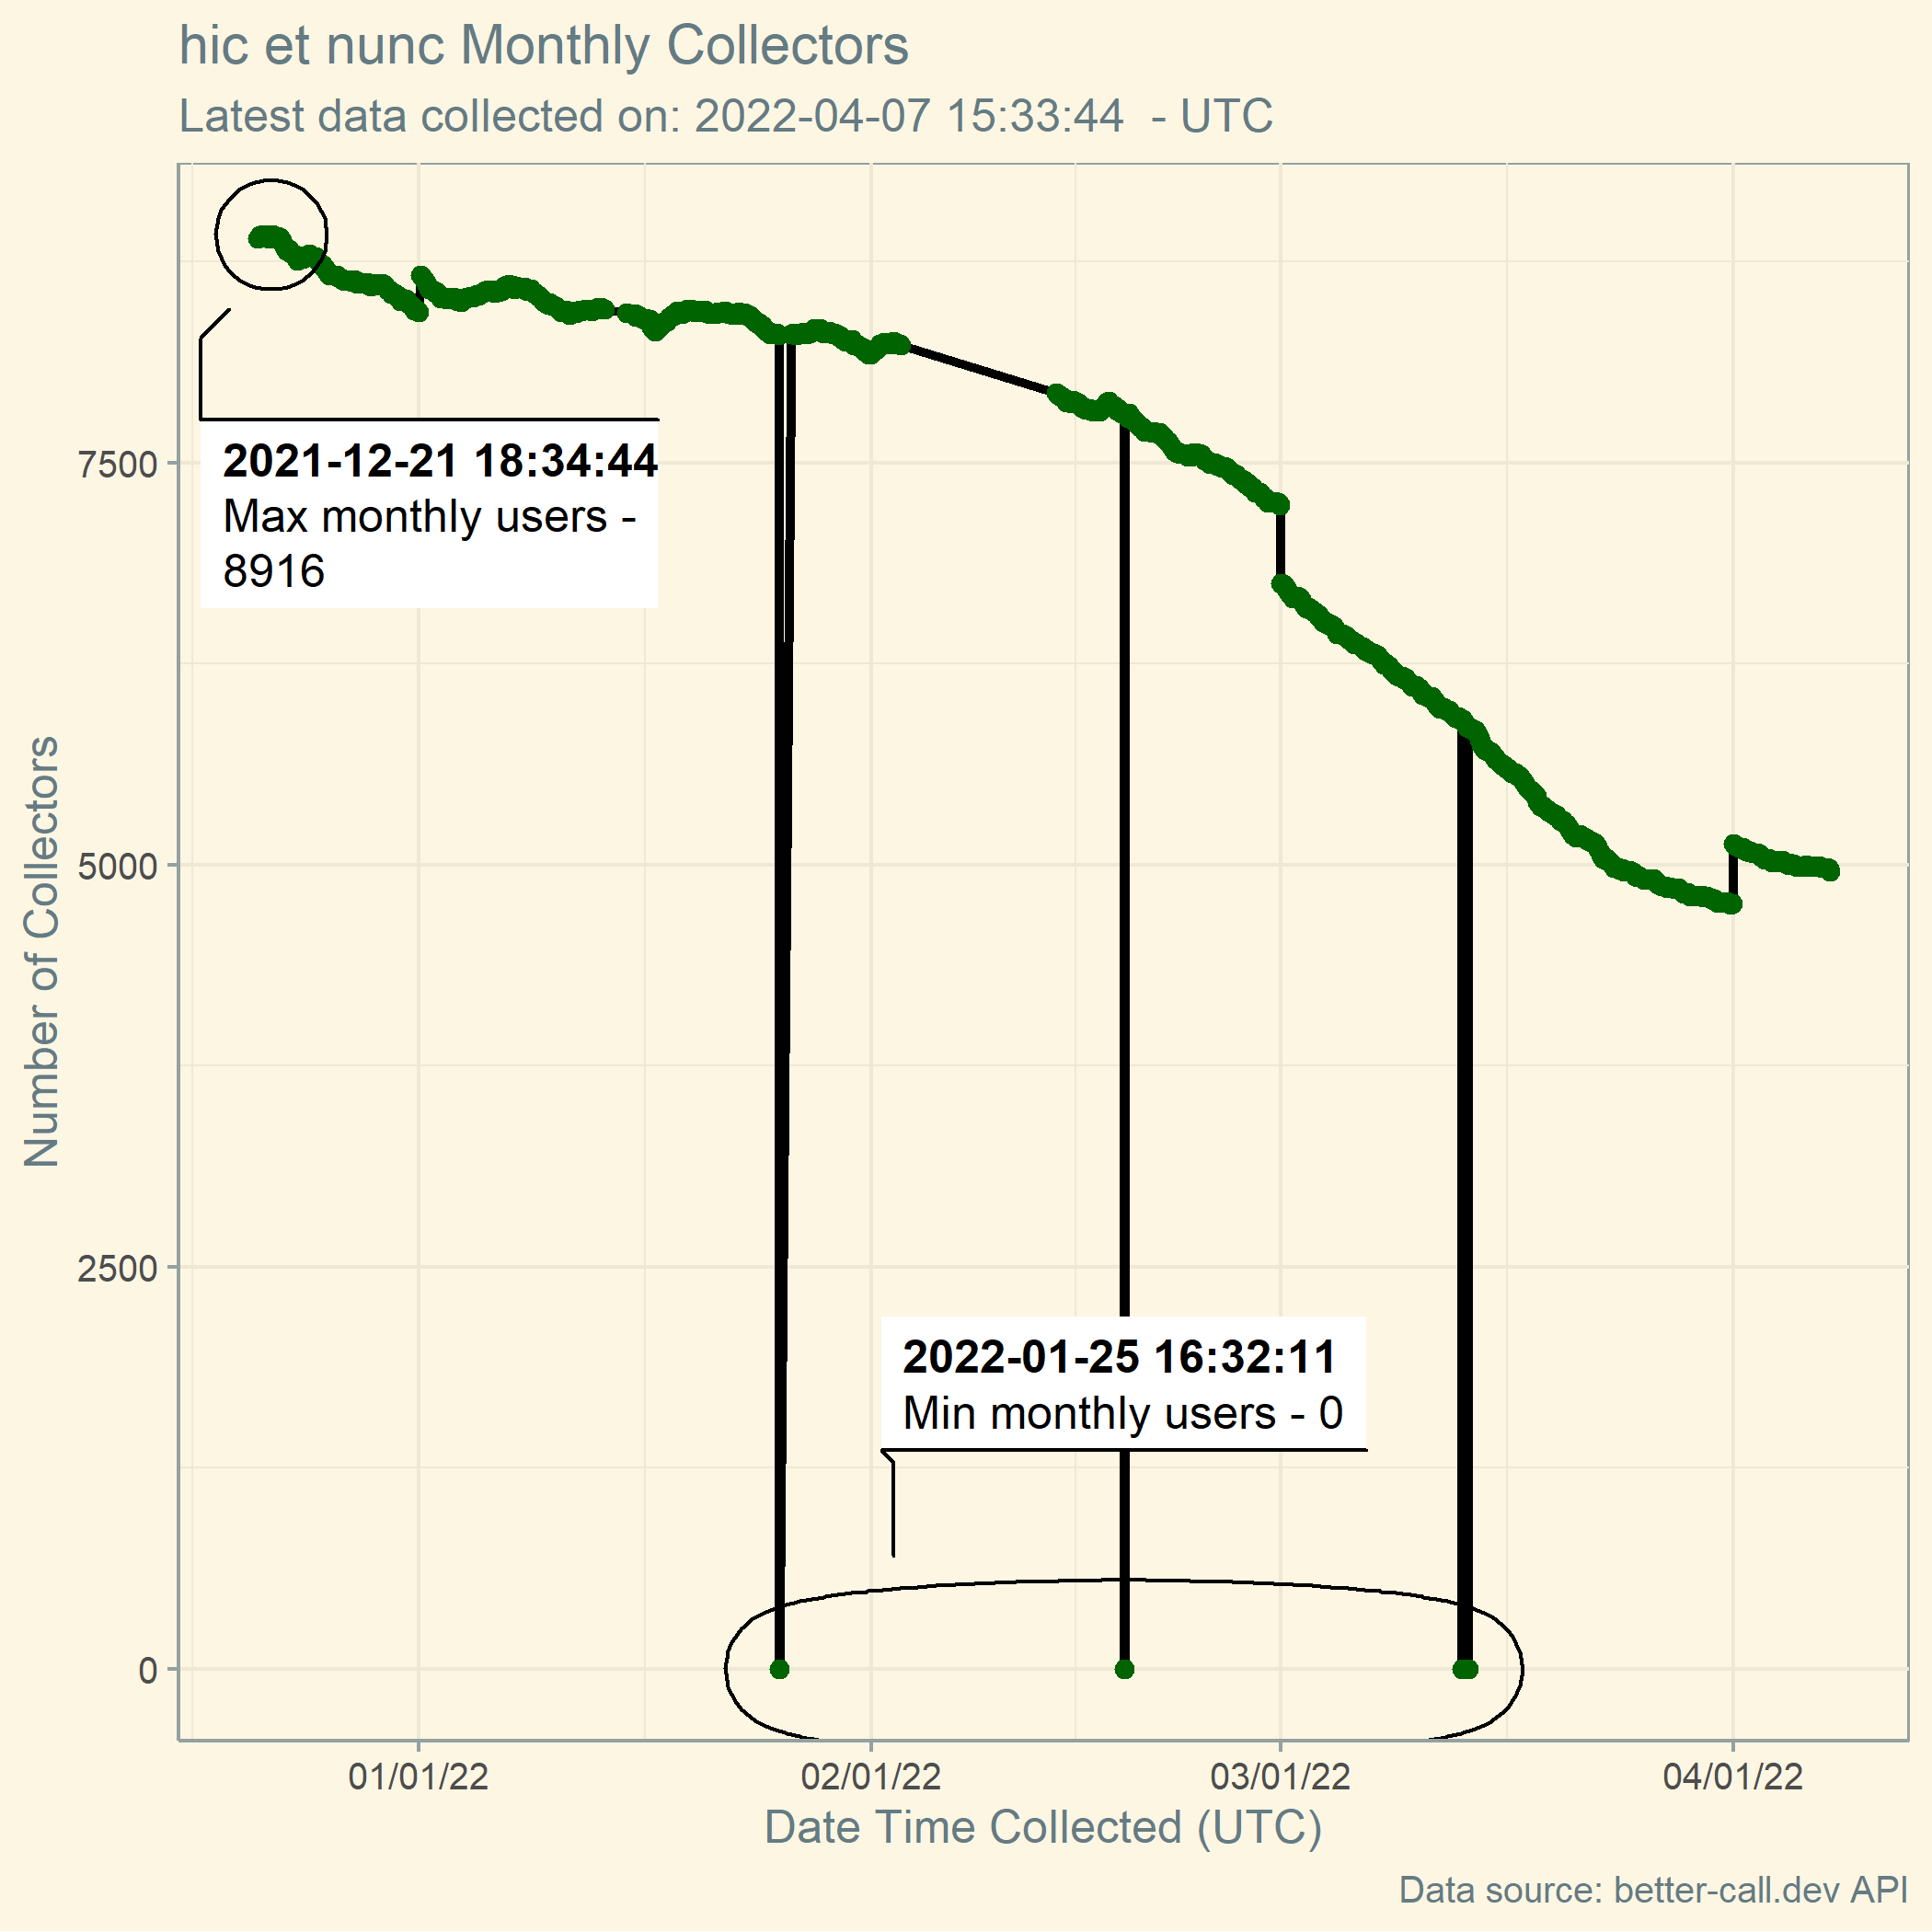 hic et nunc Monthly Collectors
Latest data collected on: 2022-04-07 15:33:44  - UTC
Number of Collectors
7500
5000
2500
0
2021-12-21 18:34:44
Max monthly users -
8916
2022-01-25 16:32:11
Min monthly users - 0
01/01/22
02/01/22
03/01/22
04/01/22
Date Time Collected (UTC)
Data source: better-call.dev API